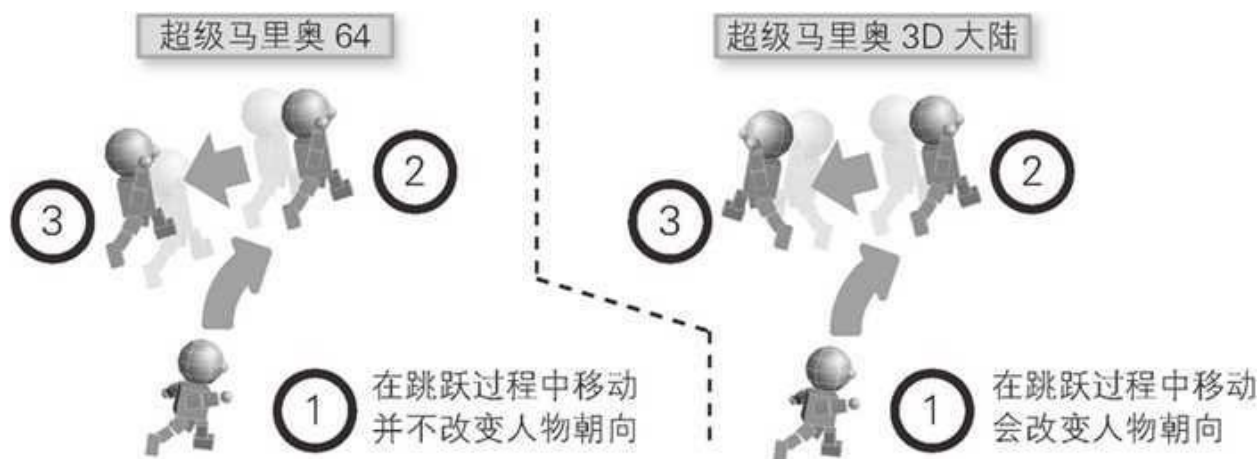 超级马里奥 64
3
2
1
在跳跃过程中移动
并不改变人物朝向
超级马里奥 3D 大陆
3
2
1
在跳跃过程中移动
会改变人物朝向